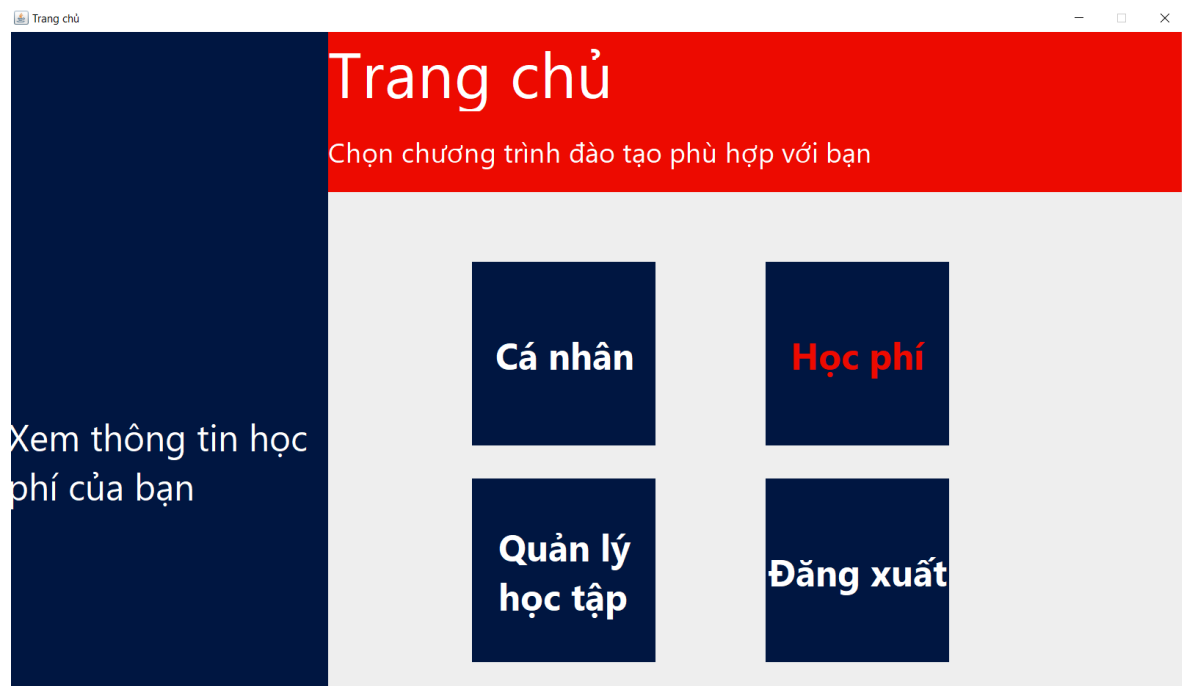 Trang chủ
Trang chủ
Chọn chương trình đào tạo phù hợp với bạn
Xem thông tin học
phí của bạn
Cá nhân
Học phí
Quản lý
học tập
Đăng xuất